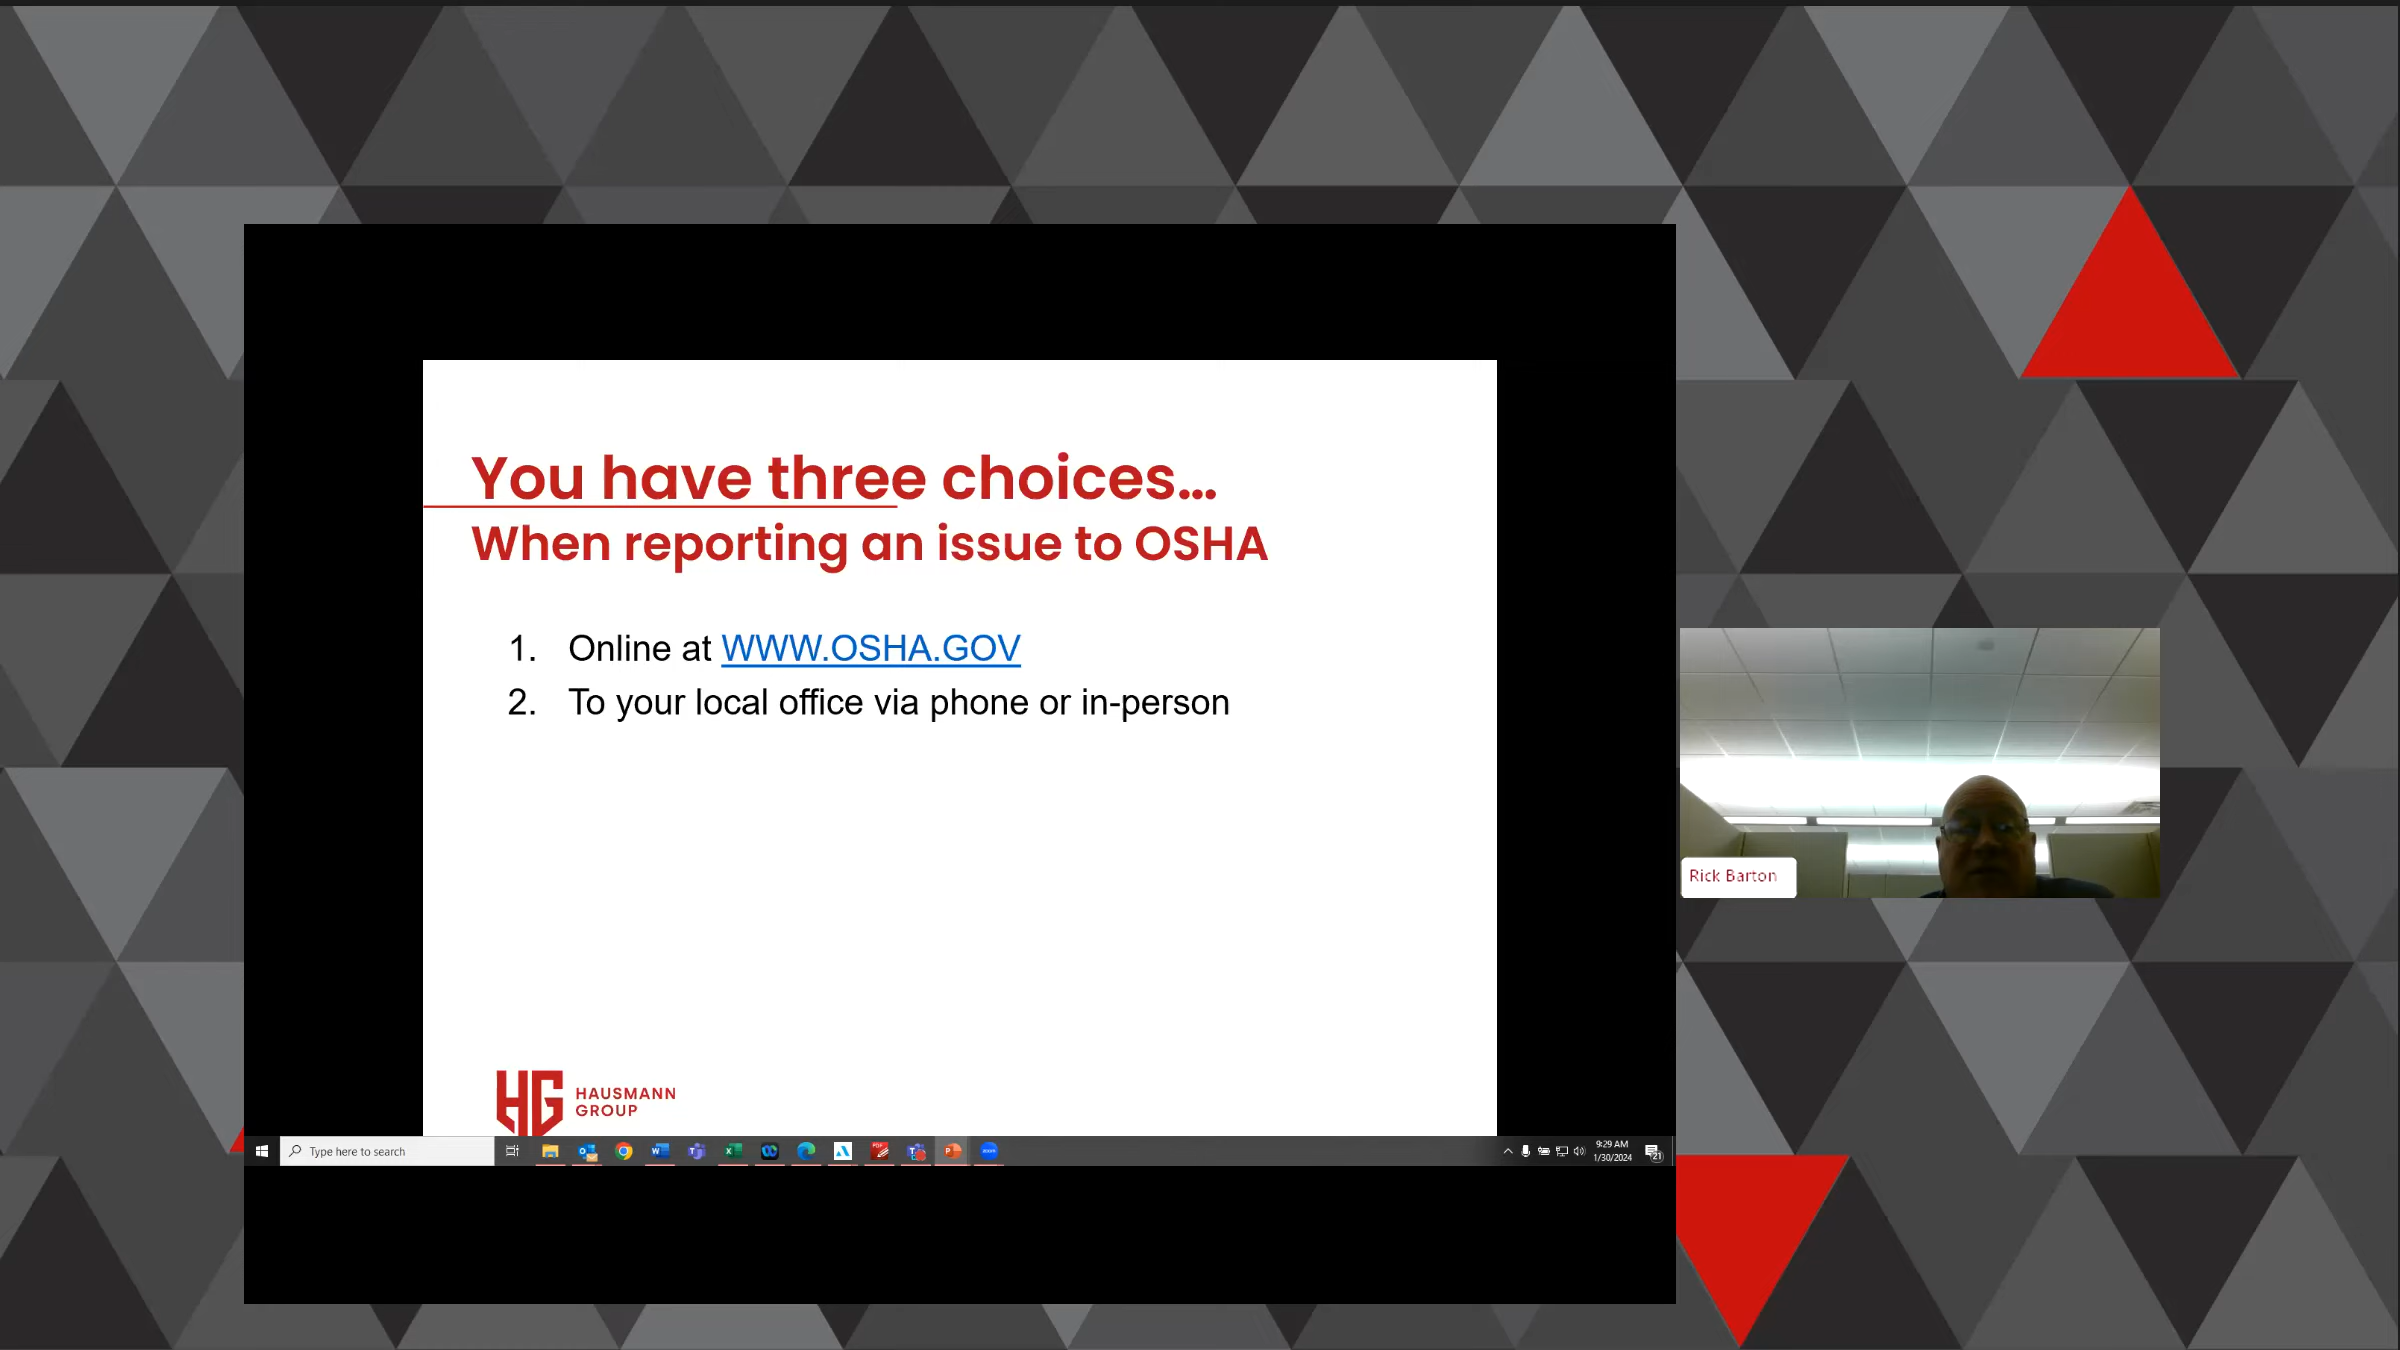 You have three choices...
When reporting an issue to OSHA
1. Online at WWW.OSHA.GOV
2. To your local office via phone or in-person
HAUSMANN
GROUP
Rick Barton
Type here to search
9:29 AM
1/30/2024
21